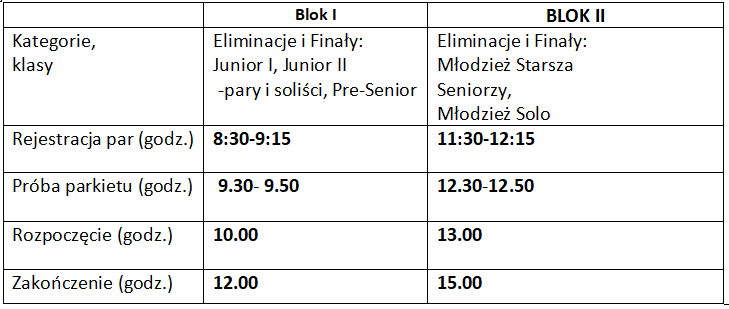 Blok I
BLOK II
Kategorie,
klasy
Eliminacje i Finały:
Junior I, Junior II
-pary i soliści, Pre-Senior
Eliminacje i Finały:
Młodzież Starsza
Seniorzy,
Młodzież Solo
Rejestracja par (godz.)
8:30-9:15
11:30-12:15
Próba parkietu (godz.)
9.30- 9.50
12.30-12.50
Rozpoczęcie (godz.)
10.00
13.00
Zakończenie (godz.)
12.00
15.00